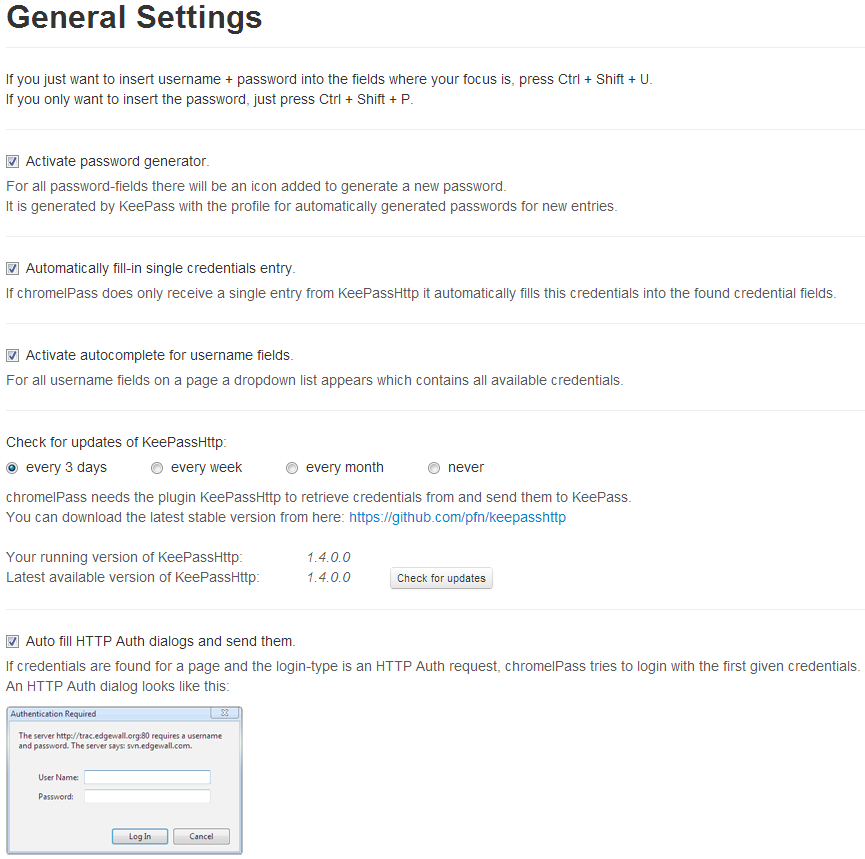 General Settings
If you just want to insert username + password into the fields where your focus is, press Ctrl + Shift + U.
If you only want to insert the password, just press Ctrl + Shift + P.
Activate password generator.
For all password-fields there will be an icon added to generate a new password.
It is generated by KeePass with the profile for automatically generated passwords for new entries.
Automatically fill-in single credentials entry.
If chromeIPass does only receive a single entry from KeePassHttp it automatically fills this credentials into the found credential fields.
Activate autocomplete for username fields.
For all username fields on a page a dropdown list appears which contains all available credentials.
Check for updates of KeePassHttp:
every 3 days every week every month never
chromeIPass needs the plugin KeePassHttp to retrieve credentials from and send them to KeePass.
You can download the latest stable version from here: https://github.com/pfn/keepasshttp
Your running version of KeePassHttp: 1.4.0.0
Latest available version of KeePassHttp: 1.4.0.0 Check for updates
Auto fill HTTP Auth dialogs and send them.
If credentials are found for a page and the login-type is an HTTP Auth request, chromeIPass tries to login with the first given credentials.
An HTTP Auth dialog looks like this:
Authentication Required
The server http://trac.edgewall.org:80 requires a username
and password. The server says: svn.edgewall.com.
User Name:
Password:
Log In Cancel